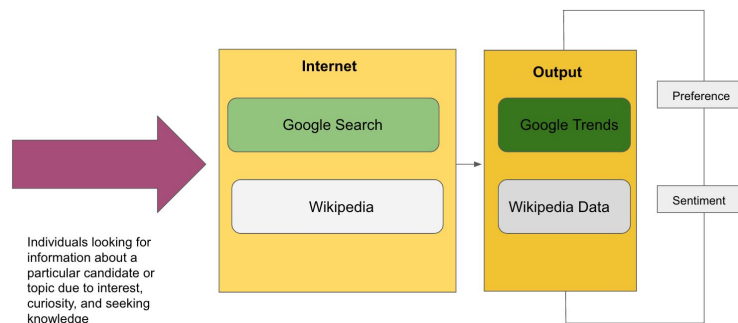 Internet
Google Search
Wikipedia
Output
Google Trends
Wikipedia Data
Preference
Sentiment
Individuals looking for
information about a
particular candidate or
topic due to interest,
curiosity, and seeking
knowledge